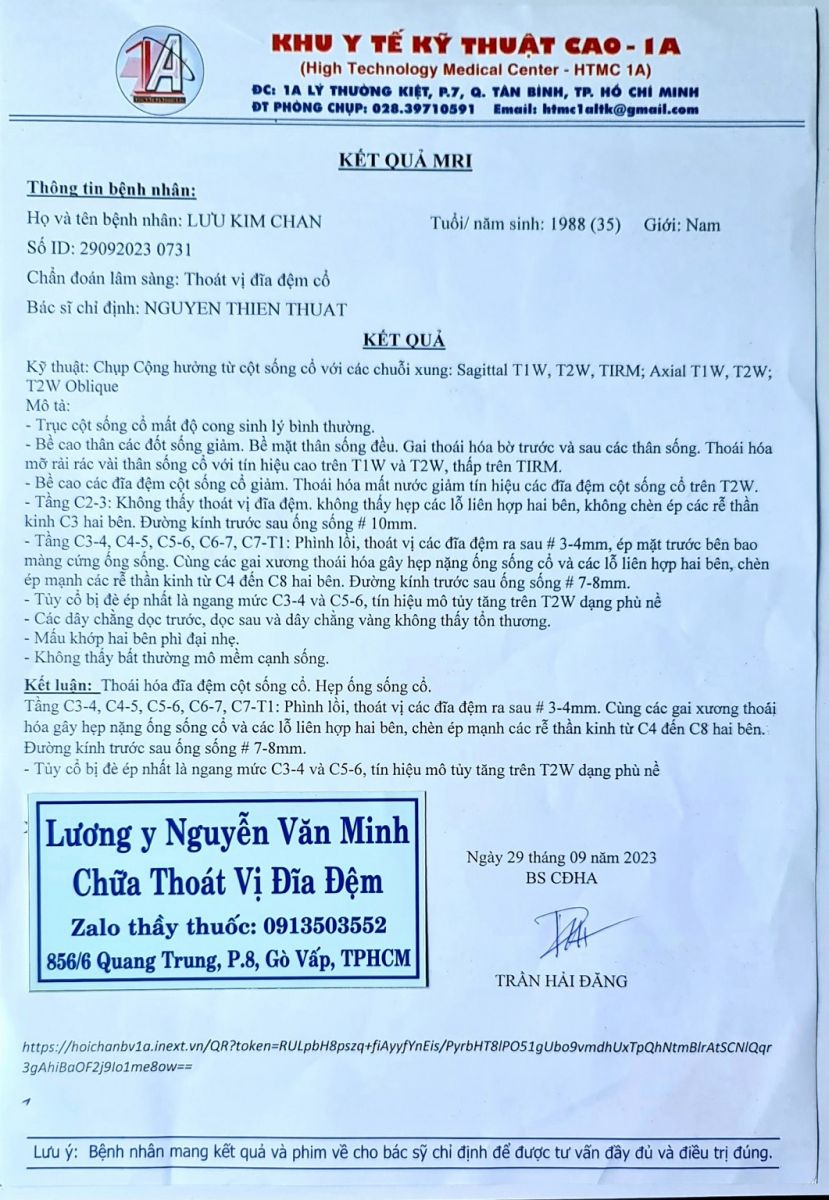 1A
KHU Y TẾ KỸ THUẬT CAO - 1A
(High Technology Medical Center - HTMC 1A)
ĐC: 1A LÝ THƯỜNG KIỆT, P.7, Q. TÂN BÌNH, TP. HỒ CHÍ MINH
ĐT PHÒNG CHỤP: 028.39710591 Email: htmc1altk@gmail.com
KẾT QUẢ MRI
Thông tin bệnh nhân:
Họ và tên bệnh nhân: LƯU KIM CHAN Tuổi/ năm sinh: 1988 (35) Giới: Nam
Số ID: 29092023 0731
Chẩn đoán lâm sàng: Thoát vị đĩa đệm cổ
Bác sĩ chỉ định: NGUYEN THIEN THUAT
KẾT QUẢ
Kỹ thuật: Chụp Cộng hưởng từ cột sống cổ với các chuỗi xung: Sagittal T1W, T2W, TIRM; Axial T1W, T2W;
T2W Oblique
Mô tả:
- Trục cột sống cổ mất độ cong sinh lý bình thường.
- Bề cao thân các đốt sống giảm. Bề mặt thân sống đều. Gai thoái hóa bờ trước và sau các thân sống. Thoái hóa
mỡ rải rác vài thân sống cổ với tín hiệu cao trên T1W và T2W, thấp trên TIRM.
- Bề cao các đĩa đệm cột sống cổ giảm. Thoái hóa mất nước giảm tín hiệu các đĩa đệm cột sống cổ trên T2W.
- Tầng C2-3: Không thấy thoát vị đĩa đệm. không thấy hẹp các lỗ liên hợp hai bên, không chèn ép các rễ thần
kinh C3 hai bên. Đường kính trước sau ống sống # 10mm.
- Tầng C3-4, C4-5, C5-6, C6-7, C7-T1: Phình lồi, thoát vị các đĩa đệm ra sau # 3-4mm, ép mặt trước bên bao
màng cứng ống sống. Cùng các gai xương thoái hóa gây hẹp nặng ống sống cổ và các lỗ liên hợp hai bên, chèn
ép mạnh các rễ thần kinh từ C4 đến C8 hai bên. Đường kính trước sau ống sống # 7-8mm.
- Tủy cổ bị đè ép nhất là ngang mức C3-4 và C5-6, tín hiệu mô tủy tăng trên T2W dạng phù nề
- Các dây chằng dọc trước, dọc sau và dây chằng vàng không thấy tổn thương.
- Mấu khớp hai bên phì đại nhẹ.
- Không thấy bất thường mô mềm cạnh sống.
Kết luận: Thoái hóa đĩa đệm cột sống cổ. Hẹp ống sống cổ.
Tầng C3-4, C4-5, C5-6, C6-7, C7-T1: Phình lồi, thoát vị các đĩa đệm ra sau # 3-4mm. Cùng các gai xương thoái
hóa gây hẹp nặng ống sống cổ và các lỗ liên hợp hai bên, chèn ép mạnh các rễ thần kinh từ C4 đến C8 hai bên.
Đường kính trước sau ống sống # 7-8mm.
- Tủy cổ bị đè ép nhất là ngang mức C3-4 và C5-6, tín hiệu mô tủy tăng trên T2W dạng phù nề
Lương y Nguyễn Văn Minh
Chữa Thoát Vị Đĩa Đệm
Zalo thầy thuốc: 0913503552
856/6 Quang Trung, P.8, Gò Vấp, TPHCM
Ngày 29 tháng 09 năm 2023
BS CĐHA
TRẦN HẢI ĐĂNG
https://hoichanbv1a.inext.vn/QR?token=RULpbH8pszq+fiAyyfYnEis/PyrbHT8lPO51gUbo9vmdhUxTpQhNtmBlrAtSCNlQqr
3gAhiBaOF2j9Io1me8ow==
Lưu ý: Bệnh nhân mang kết quả và phim về cho bác sỹ chỉ định để được tư vấn đầy đủ và điều trị đúng.